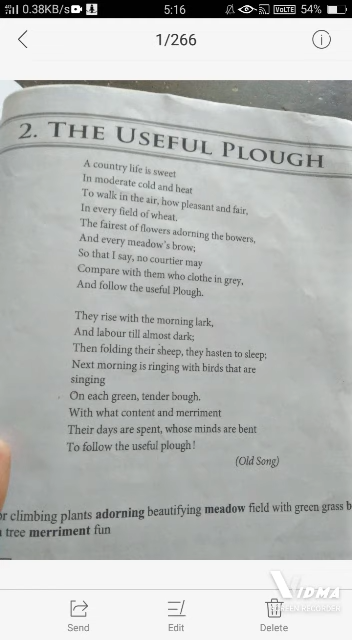 0.38KB/s
5:16
VoLTE
54%
1/266
2. THE USEFUL PLOUGH
A country life is sweet
In moderate cold and heat
To walk in the air, how pleasant and fair,
In every field of wheat.
The fairest of flowers adorning the bowers,
And every meadow's brow;
So that I say, no courtier may
Compare with them who clothe in grey,
And follow the useful Plough.
They rise with the morning lark,
And labour till almost dark;
Then folding their sheep, they hasten to sleep;
Next morning is ringing with birds that are
singing
On each green, tender bough.
With what content and merriment
Their days are spent, whose minds are bent
To follow the useful plough!
(Old Song)
climbing plants adorning beautifying meadow field with green grass
tree merriment fun
VIDMA
SCREEN RECORDER
Send
Edit
Delete